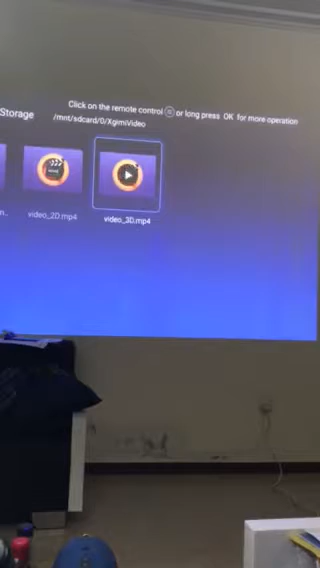 Click on the remote control or long press OK for more operation
Storage
/mnt/sdcard/0/XgimiVideo
video_2D.mp4
video_3D.mp4